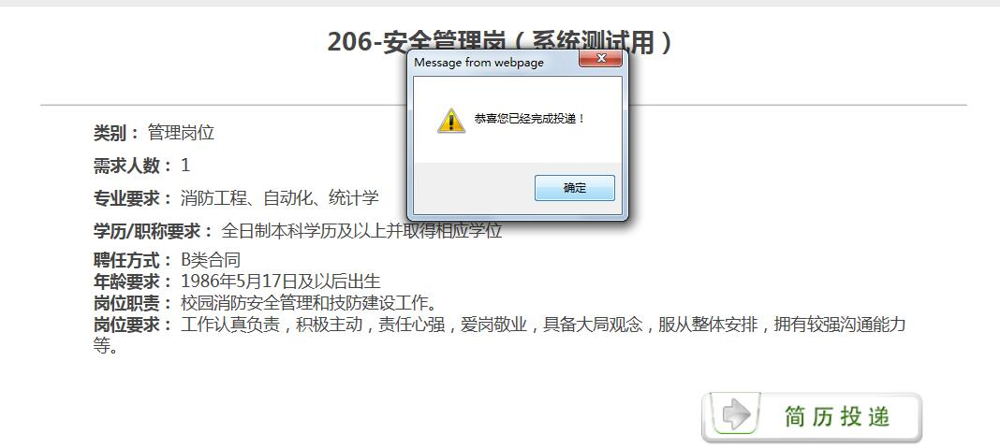 206-安全管理岗（系统测试用）
Message from webpage
恭喜您已经完成投递！
确定
类别： 管理岗位
需求人数： 1
专业要求： 消防工程、自动化、统计学
学历/职称要求： 全日制本科学历及以上并取得相应学位
聘任方式： B类合同
年龄要求： 1986年5月17日及以后出生
岗位职责： 校园消防安全管理和技防建设工作。
岗位要求： 工作认真负责，积极主动，责任心强，爱岗敬业，具备大局观念，服从整体安排，拥有较强沟通能力
等。
简历投递